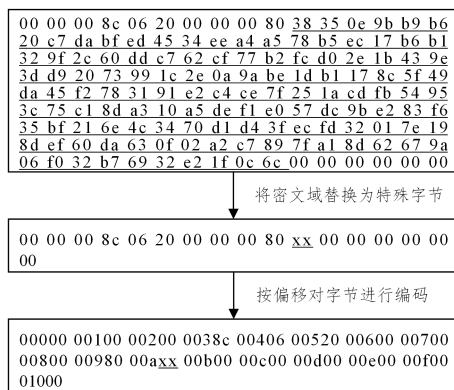 00 00 00 8c 06 20 00 00 00 80 38 35 0e 9b b9 b6
20 c7 da bf ed 45 34 ee a4 a5 78 b5 ec 17 b6 b1
32 9f 2c 60 dd c7 62 cf 77 b2 fc d0 2e 1b 43 9e
3d d9 20 73 99 1c 2e 0a 9a be 1d b1 17 8c 5f 49
da 45 f2 78 31 91 e2 c4 ce 7f 25 1a cd fb 54 95
3c 75 c1 8d a3 10 a5 de f1 e0 57 dc 9b e2 83 f6
35 bf 21 6e 4c 34 70 d1 d4 3f ec fd 32 01 7e 19
8d ef 60 da 63 0f 02 a2 c7 89 7f a1 8d 62 67 9a
06 f0 32 b7 69 32 e2 1f 0c 6c 00 00 00 00 00 00
将密文域替换为特殊字节
00 00 00 8c 06 20 00 00 00 80 xx 00 00 00 00 00
00
按偏移对字节进行编码
00000 00100 00200 0038c 00406 00520 00600 00700
00800 00980 00axx 00b00 00c00 00d00 00e00 00f00
01000